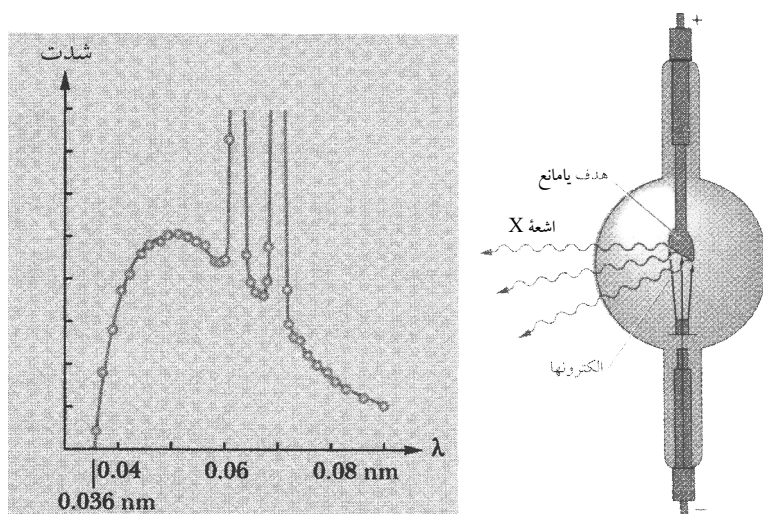 شدت
λ
0.04
0.06
0.08 nm
0.036 nm
+
هدف یامانع
اشعهٔ X
الکترونها
−